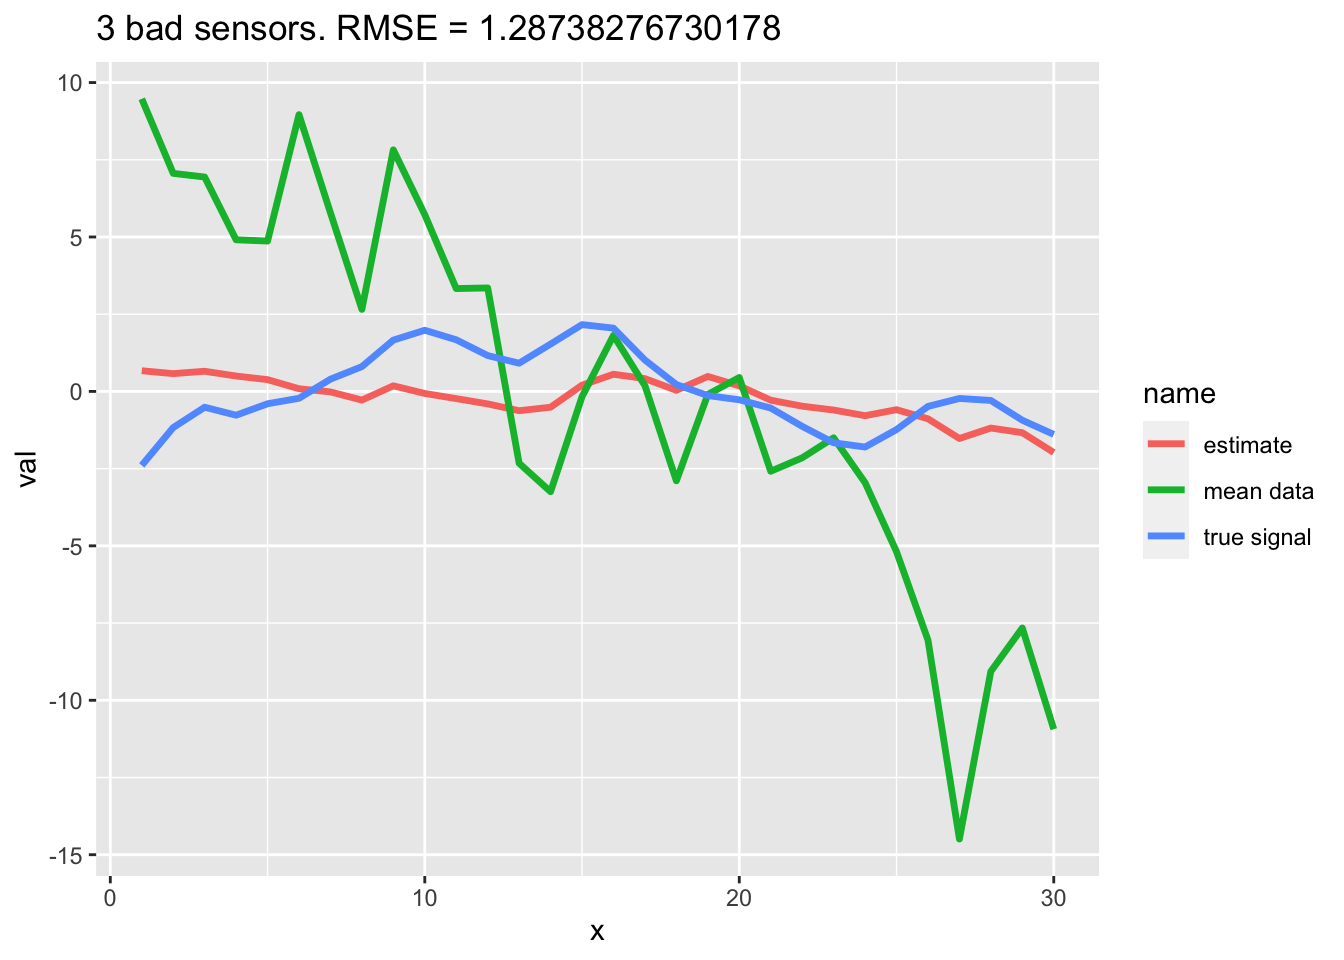 3 bad sensors. RMSE = 1.28738276730178
10
5
0
-5
-10
-15
val
0 10 20 30
x
name
estimate
mean data
true signal